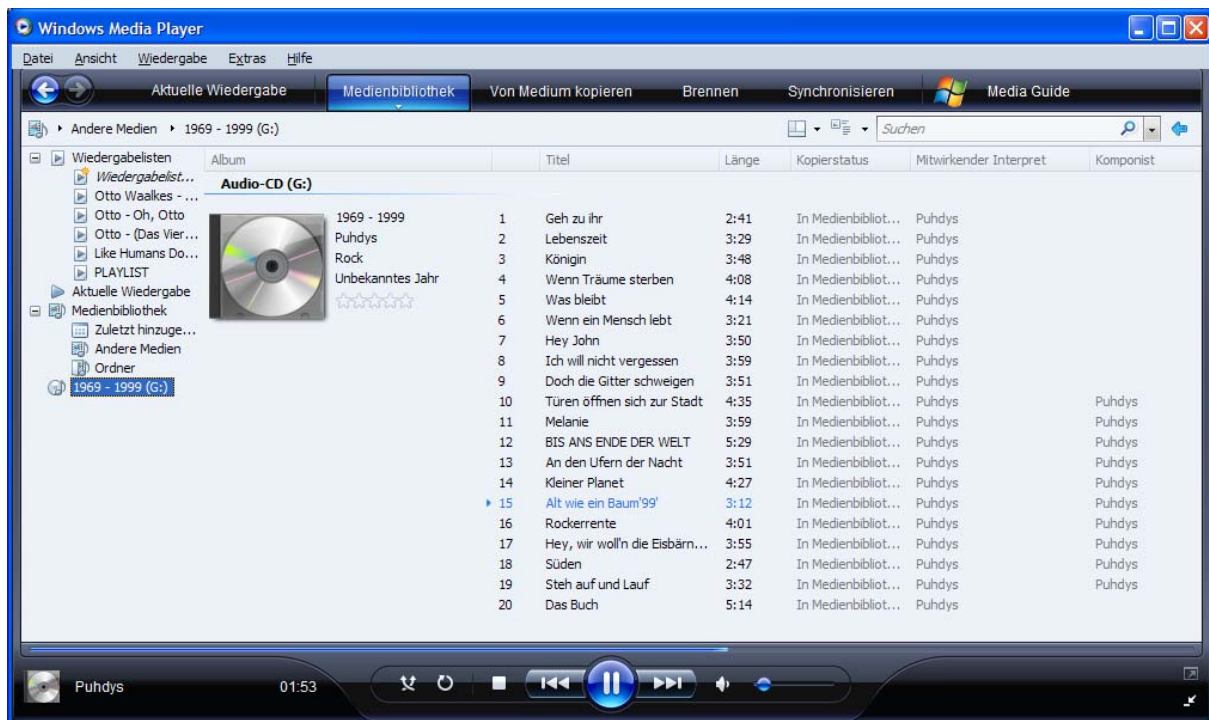 Windows Media Player
Datei Ansicht Wiedergabe Extras Hilfe
Aktuelle Wiedergabe Medienbibliothek Von Medium kopieren Brennen Synchronisieren Media Guide
Andere Medien 1969 - 1999 (G:) Suchen
Wiedergabelisten
Wiedergabelist...
Otto Waalkes - ...
Otto - Oh, Otto
Otto - (Das Vier...
Like Humans Do...
PLAYLIST
Aktuelle Wiedergabe
Medienbibliothek
Zuletzt hinzuge...
Andere Medien
Ordner
1969 - 1999 (G:)
Album Titel Länge Kopierstatus Mitwirkender Interpret Komponist
Audio-CD (G:)
1969 - 1999
Puhdys
Rock
Unbekanntes Jahr
1 Geh zu ihr 2:41 In Medienbibliot... Puhdys
2 Lebenszeit 3:29 In Medienbibliot... Puhdys
3 Königin 3:48 In Medienbibliot... Puhdys
4 Wenn Träume sterben 4:08 In Medienbibliot... Puhdys
5 Was bleibt 4:14 In Medienbibliot... Puhdys
6 Wenn ein Mensch lebt 3:21 In Medienbibliot... Puhdys
7 Hey John 3:50 In Medienbibliot... Puhdys
8 Ich will nicht vergessen 3:59 In Medienbibliot... Puhdys
9 Doch die Gitter schweigen 3:51 In Medienbibliot... Puhdys
10 Türen öffnen sich zur Stadt 4:35 In Medienbibliot... Puhdys Puhdys
11 Melanie 3:59 In Medienbibliot... Puhdys Puhdys
12 BIS ANS ENDE DER WELT 5:29 In Medienbibliot... Puhdys Puhdys
13 An den Ufern der Nacht 3:51 In Medienbibliot... Puhdys Puhdys
14 Kleiner Planet 4:27 In Medienbibliot... Puhdys Puhdys
15 Alt wie ein Baum'99' 3:12 In Medienbibliot... Puhdys Puhdys
16 Rockerrente 4:01 In Medienbibliot... Puhdys Puhdys
17 Hey, wir woll'n die Eisbärn... 3:55 In Medienbibliot... Puhdys Puhdys
18 Süden 2:47 In Medienbibliot... Puhdys Puhdys
19 Steh auf und Lauf 3:32 In Medienbibliot... Puhdys Puhdys
20 Das Buch 5:14 In Medienbibliot... Puhdys
Puhdys 01:53